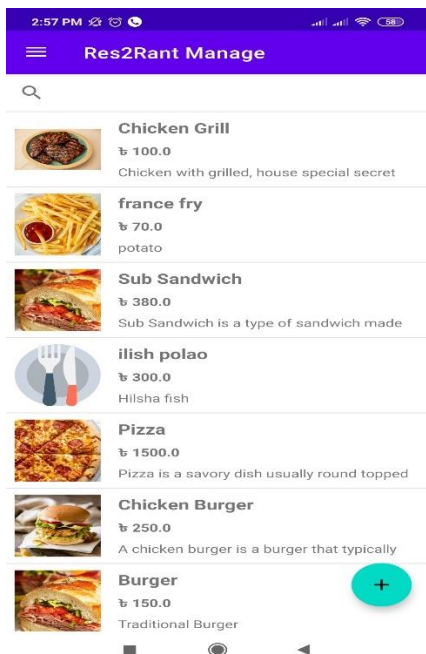 2:57 PM
58
Res2Rant Manage
Chicken Grill
৳ 100.0
Chicken with grilled, house special secret
france fry
৳ 70.0
potato
Sub Sandwich
৳ 380.0
Sub Sandwich is a type of sandwich made
ilish polao
৳ 300.0
Hilsha fish
Pizza
৳ 1500.0
Pizza is a savory dish usually round topped
Chicken Burger
৳ 250.0
A chicken burger is a burger that typically
Burger
৳ 150.0
Traditional Burger
+